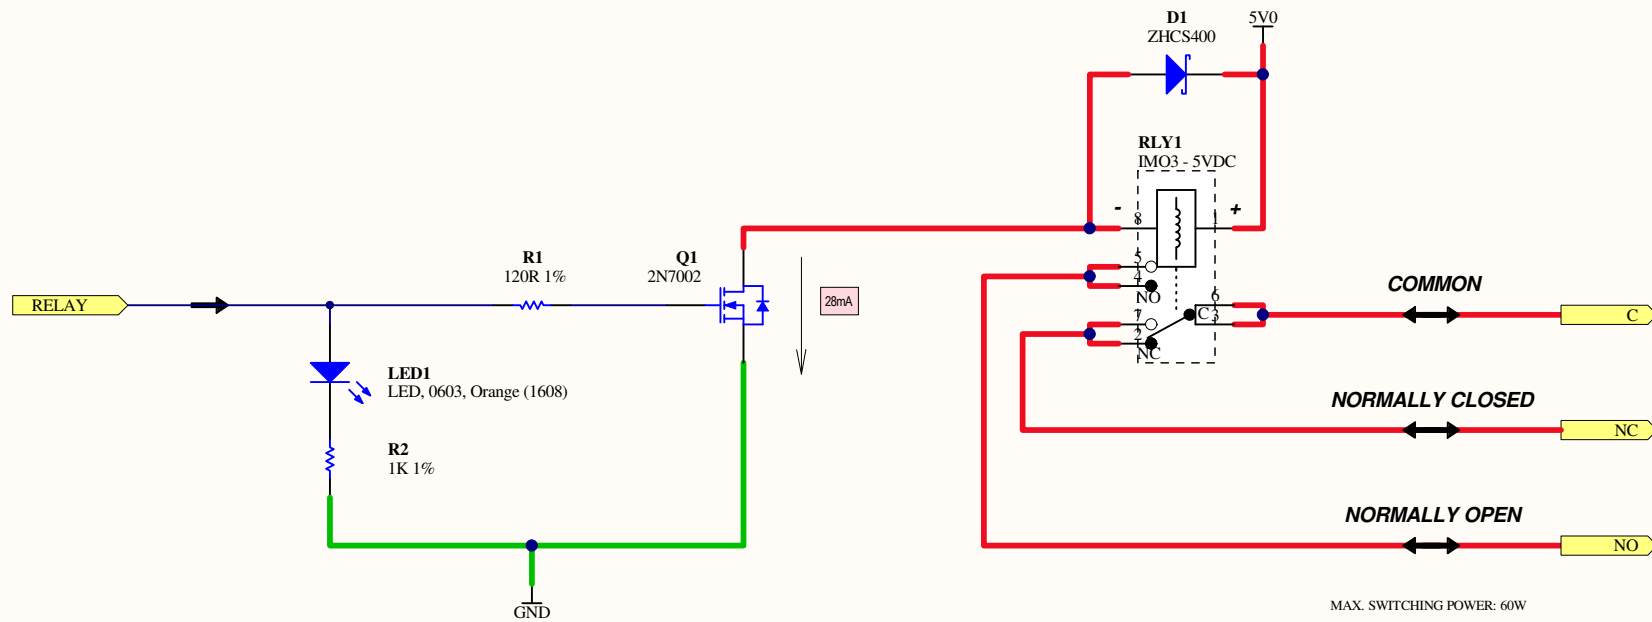 D1
ZHCS400
5V0
RLY1
IMO3 - 5VDC
-
+
8
1
RELAY
R1
120R 1%
Q1
2N7002
28mA
5
4
NO
6
C
3
7
2
NC
COMMON
C
LED1
LED, 0603, Orange (1608)
NORMALLY CLOSED
NC
R2
1K 1%
NORMALLY OPEN
NO
GND
MAX. SWITCHING POWER: 60W